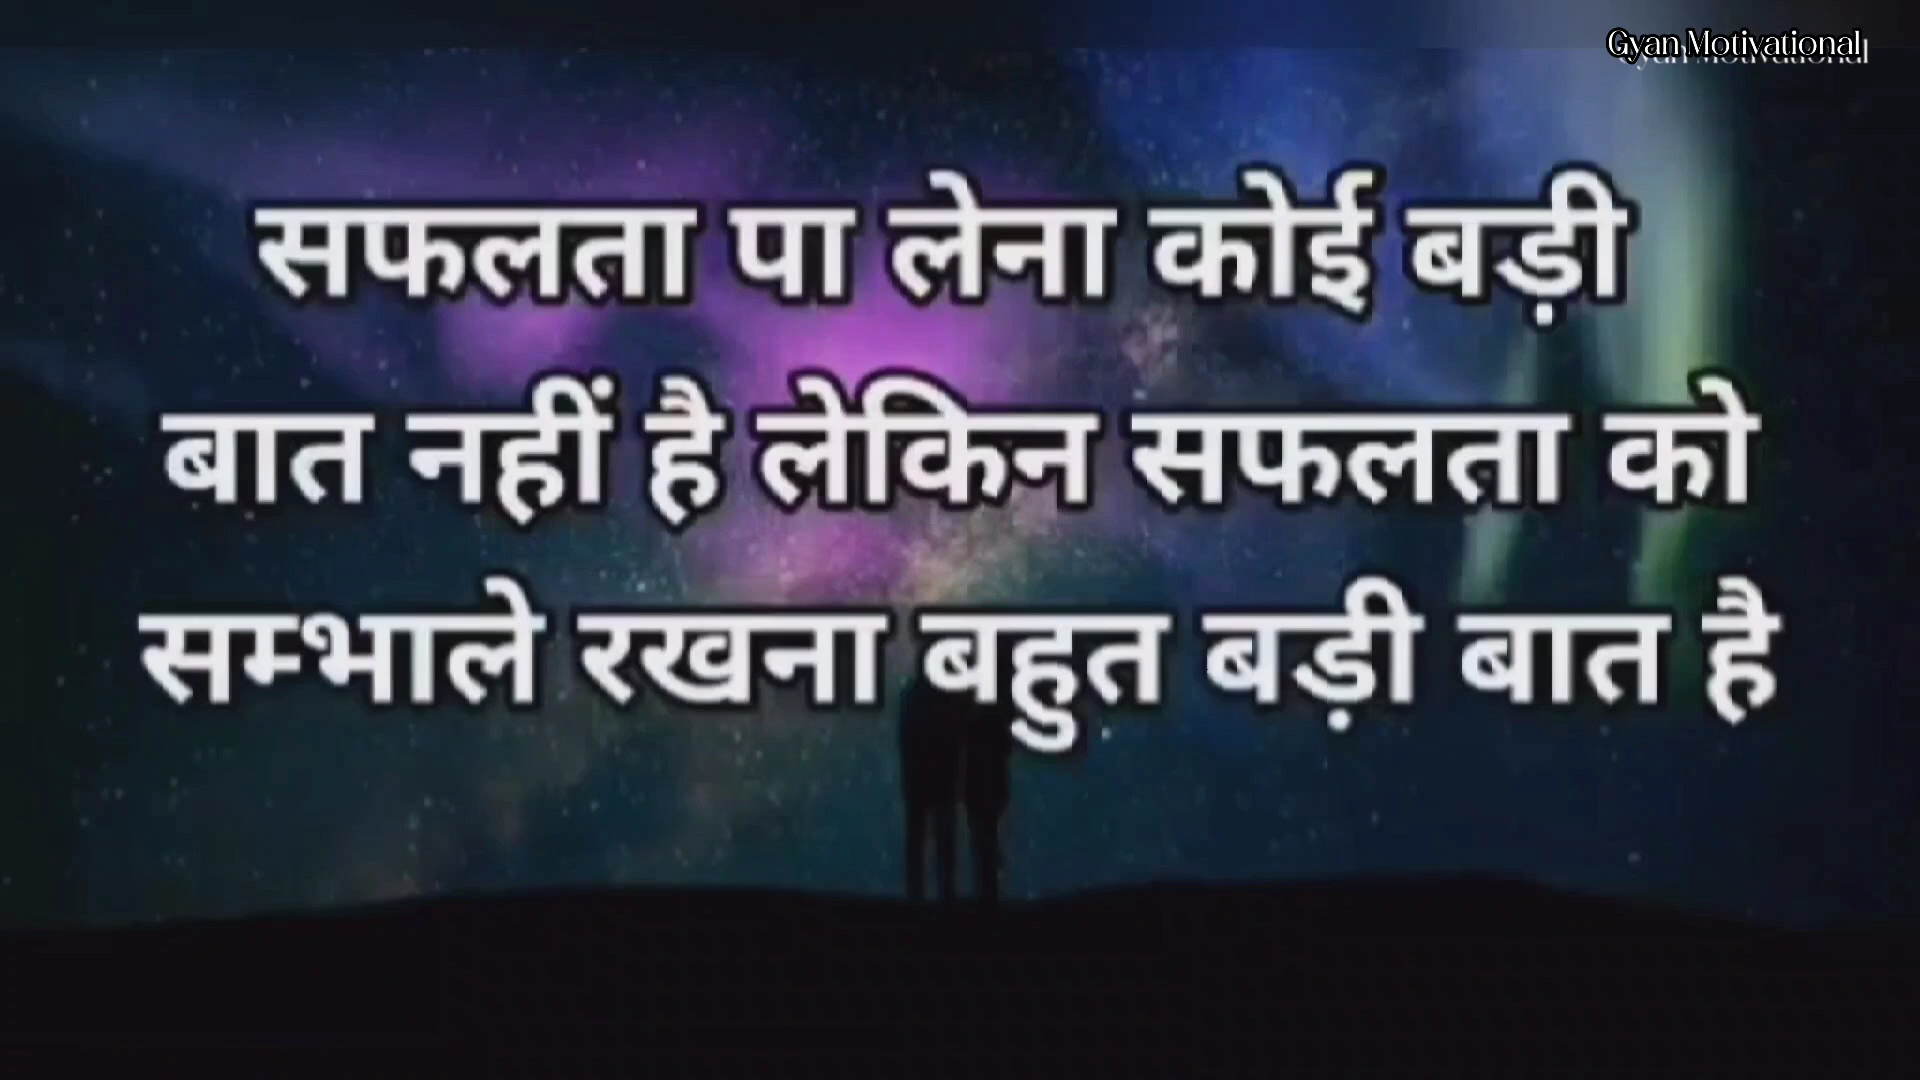 Gyan Motivational
सफलता पा लेना कोई बड़ी
बात नहीं है लेकिन सफलता को
सम्भाले रखना बहुत बड़ी बात है